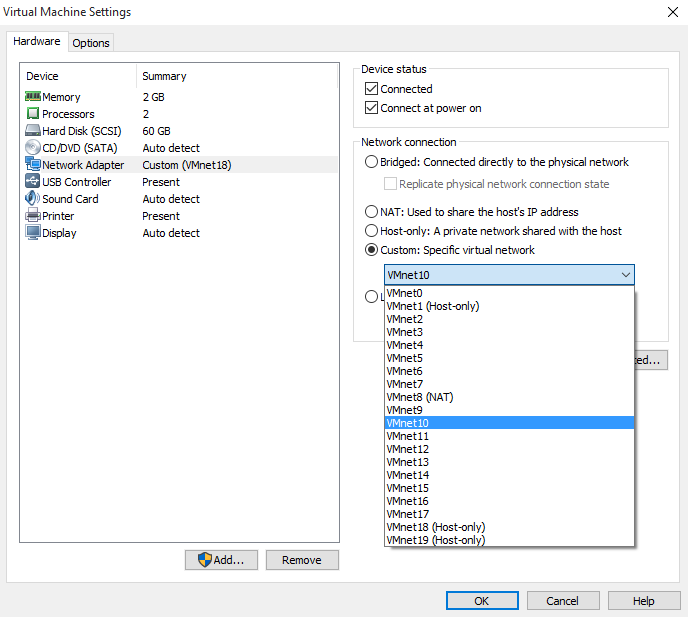 Virtual Machine Settings
Hardware
Options
Device Summary
Memory 2 GB
Processors 2
Hard Disk (SCSI) 60 GB
CD/DVD (SATA) Auto detect
Network Adapter Custom (VMnet18)
USB Controller Present
Sound Card Auto detect
Printer Present
Display Auto detect
Add...
Remove
Device status
Connected
Connect at power on
Network connection
Bridged: Connected directly to the physical network
Replicate physical network connection state
NAT: Used to share the host's IP address
Host-only: A private network shared with the host
Custom: Specific virtual network
VMnet10
VMnet0
VMnet1 (Host-only)
VMnet2
VMnet3
VMnet4
VMnet5
VMnet6
VMnet7
VMnet8 (NAT)
VMnet9
VMnet10
VMnet11
VMnet12
VMnet13
VMnet14
VMnet15
VMnet16
VMnet17
VMnet18 (Host-only)
VMnet19 (Host-only)
OK
Cancel
Help